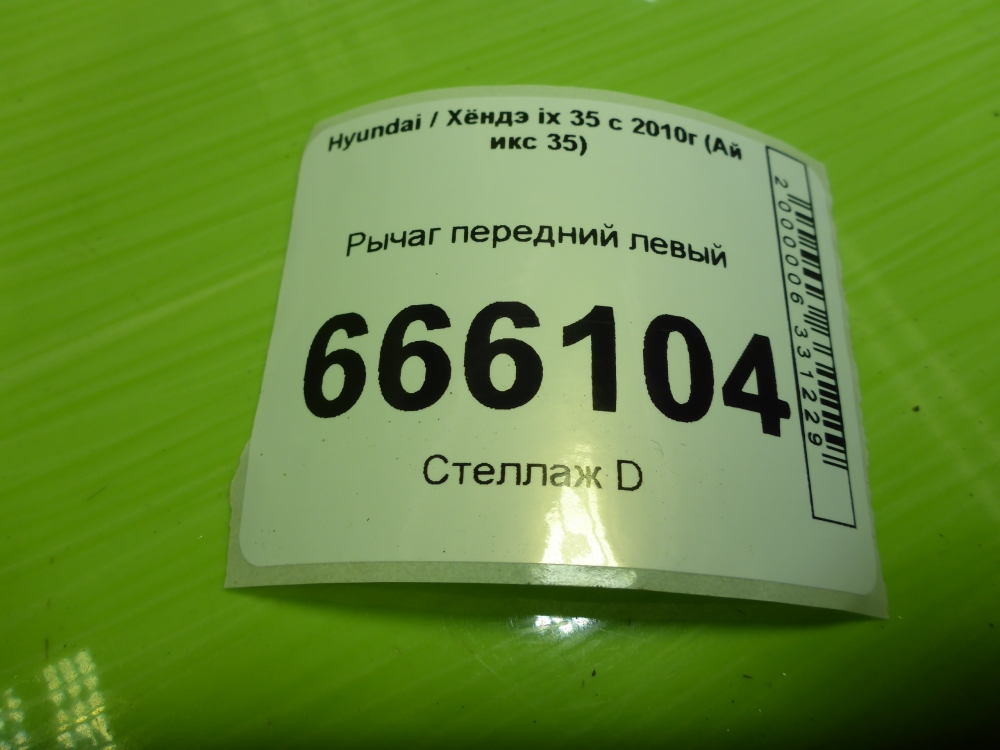 Hyundai / Хёндэ ix 35 с 2010г (Ай
икс 35)
Рычаг передний левый
666104
Стеллаж D
2000006331229